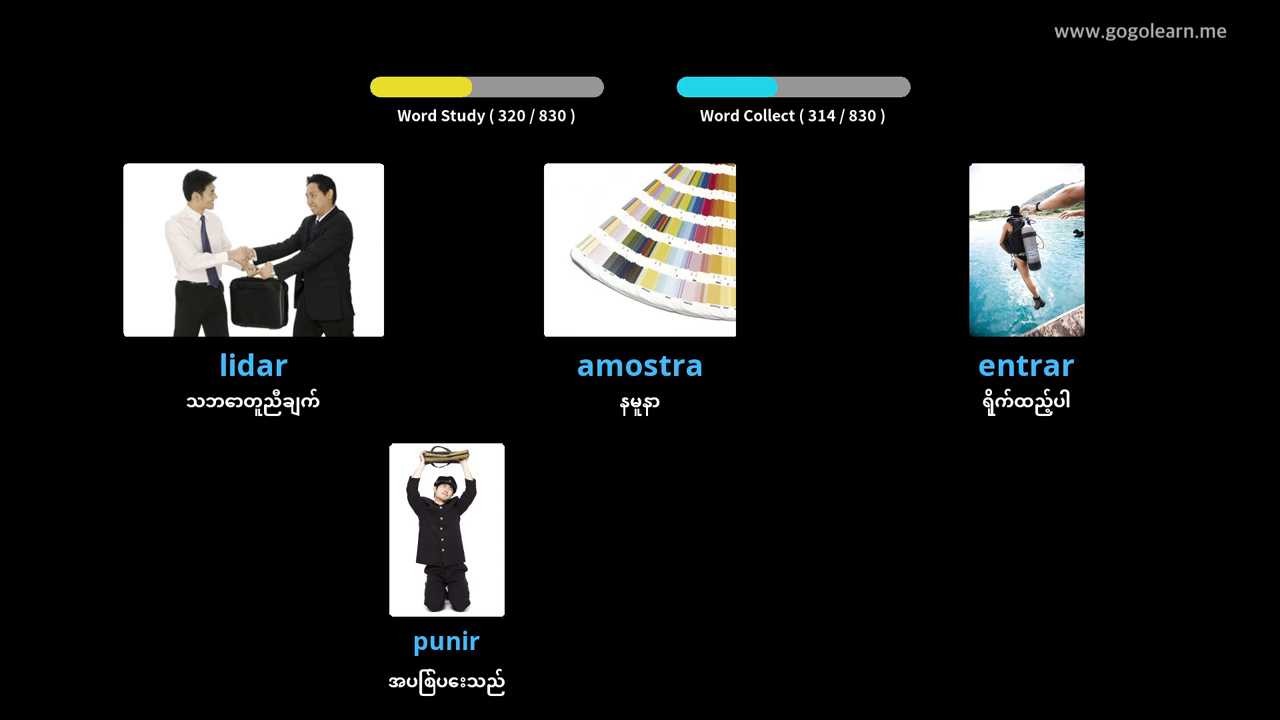 www.gogolearn.me
Word Study ( 320 / 830 )
Word Collect ( 314 / 830 )
lidar
amostra
entrar
သဘောတူညီချက်
နမူနာ
ရိုက်ထည့်ပါ
punir
အပစ်ြပးေသည်